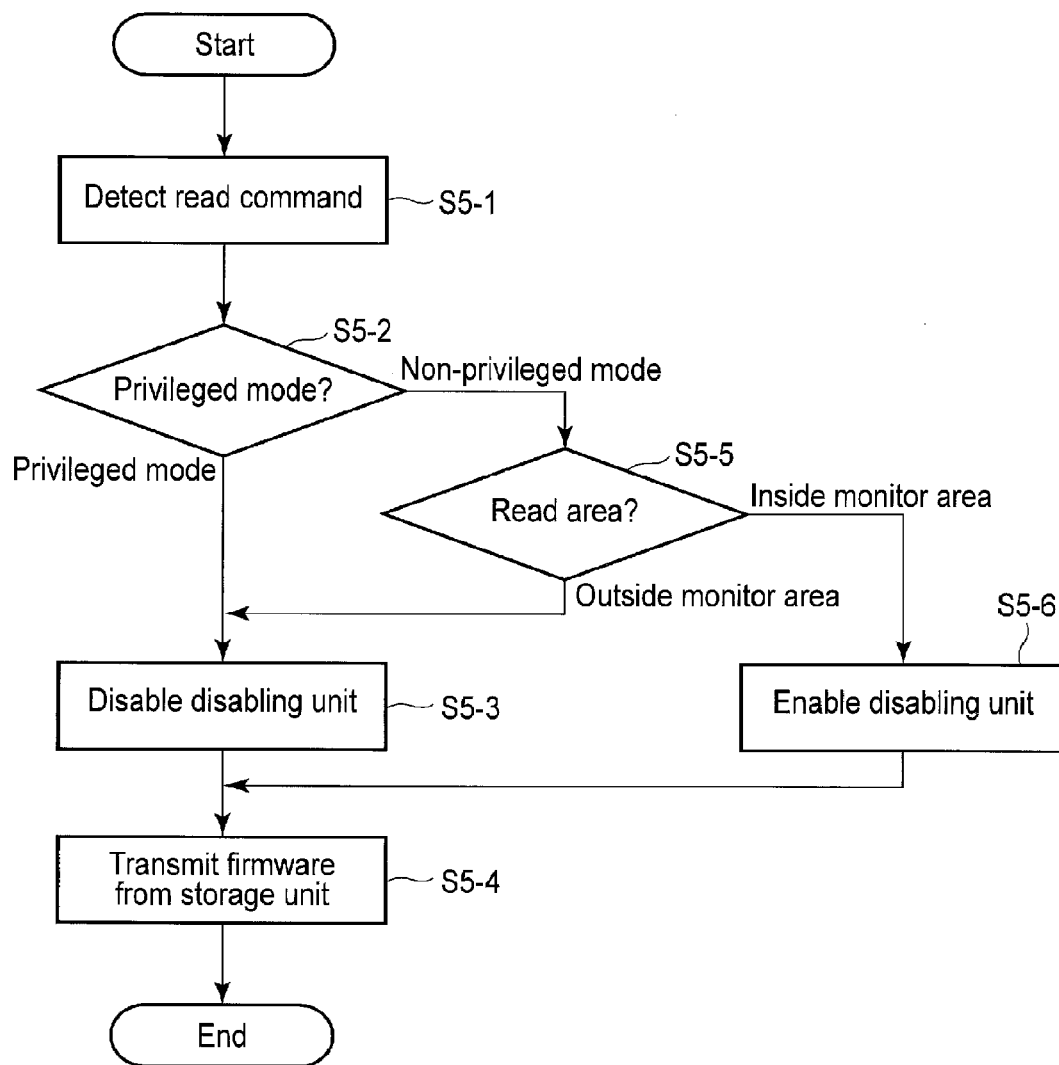 Start
Detect read command
S5-1
S5-2
Privileged mode?
Non-privileged mode
Privileged mode
S5-5
Read area?
Inside monitor area
Outside monitor area
S5-6
Disable disabling unit
S5-3
Enable disabling unit
Transmit firmware
from storage unit
S5-4
End